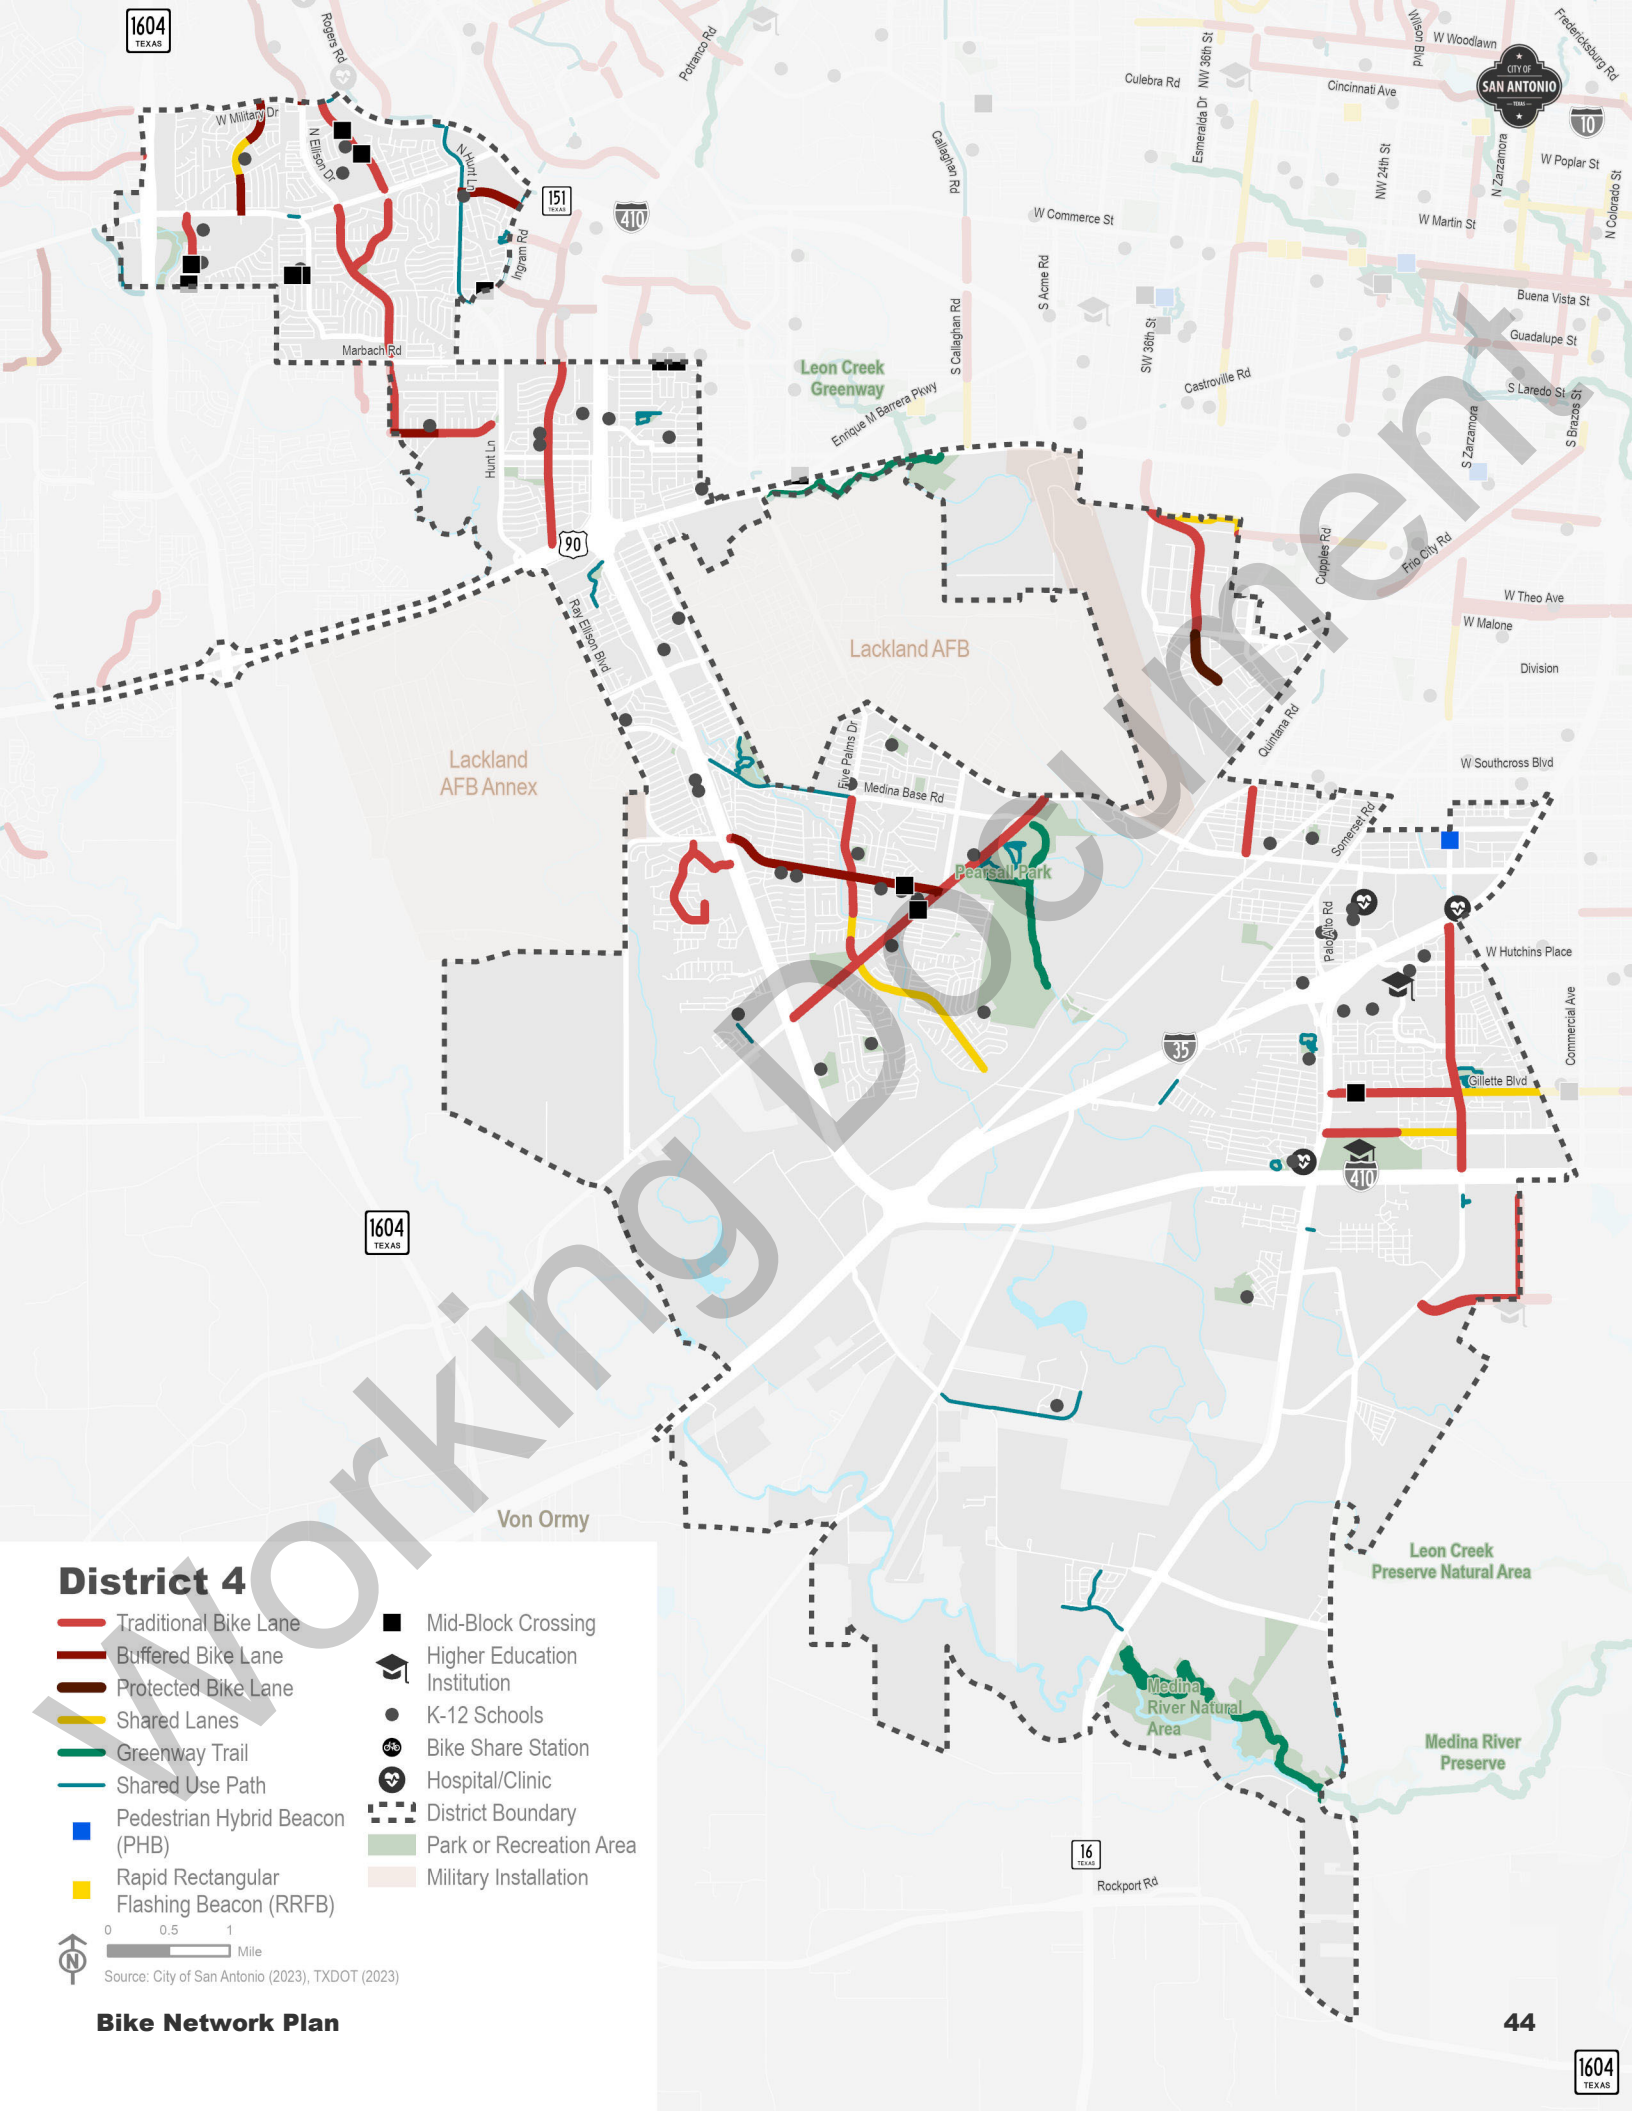 1604
TEXAS
Rogers Rd
Potranco Rd
Culebra Rd
NW 36th St
Wilson Blvd
W Woodlawn
Fredericksburg Rd
CITY OF
SAN ANTONIO
TEXAS
Cincinnati Ave
10
W Military Dr
N Ellison Dr
N Hunt Ln
Callaghan Rd
Esmeralda Dr
NW 24th St
N Zarzamora
W Poplar St
N Colorado St
151
TEXAS
410
W Commerce St
W Martin St
Ingram Rd
S Acme Rd
Buena Vista St
S Callaghan Rd
SW 36th St
Guadalupe St
Marbach Rd
Leon Creek
Greenway
Enrique M Barrera Pkwy
Castroville Rd
S Laredo St
S Brazos St
S Zarzamora
Hunt Ln
90
Cupples Rd
Frio City Rd
Ray Ellison Blvd
W Theo Ave
W Malone
Lackland AFB
Division
Quintana Rd
Lackland
AFB Annex
Five Palms Dr
Medina Base Rd
W Southcross Blvd
Somerset Rd
Pearsall Park
Palo Alto Rd
W Hutchins Place
Commercial Ave
35
Gillette Blvd
410
1604
TEXAS
Von Ormy
Leon Creek
Preserve Natural Area
Medina
River Natural
Area
Medina River
Preserve
16
TEXAS
Rockport Rd
Working Document
District 4
Traditional Bike Lane
Buffered Bike Lane
Protected Bike Lane
Shared Lanes
Greenway Trail
Shared Use Path
Pedestrian Hybrid Beacon
(PHB)
Rapid Rectangular
Flashing Beacon (RRFB)
Mid-Block Crossing
Higher Education
Institution
K-12 Schools
Bike Share Station
Hospital/Clinic
District Boundary
Park or Recreation Area
Military Installation
0 0.5 1
Mile
N
Source: City of San Antonio (2023), TXDOT (2023)
Bike Network Plan
44
1604
TEXAS